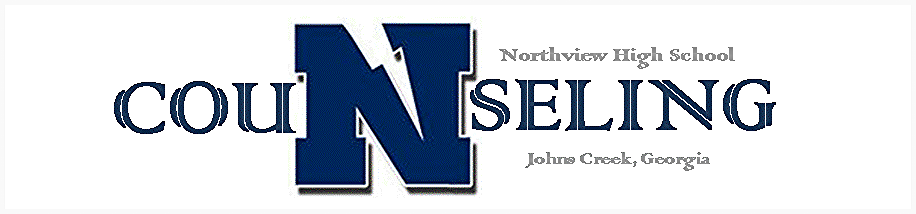 Northview High School
COUNSELING
Johns Creek, Georgia